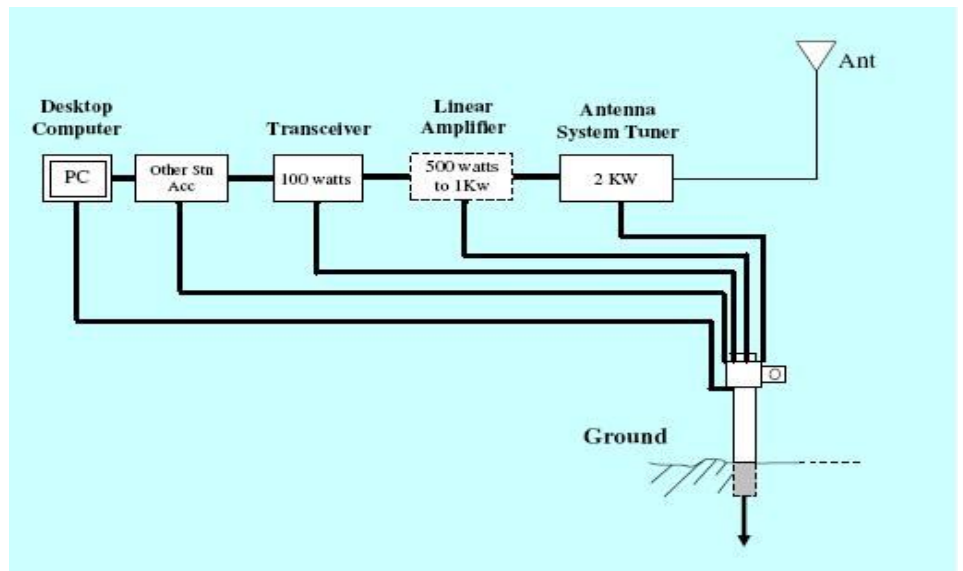 Ant
Desktop
Computer
Transceiver
Linear
Amplifier
Antenna
System Tuner
PC
Other Stn
Acc
100 watts
500 watts
to 1Kw
2 KW
Ground